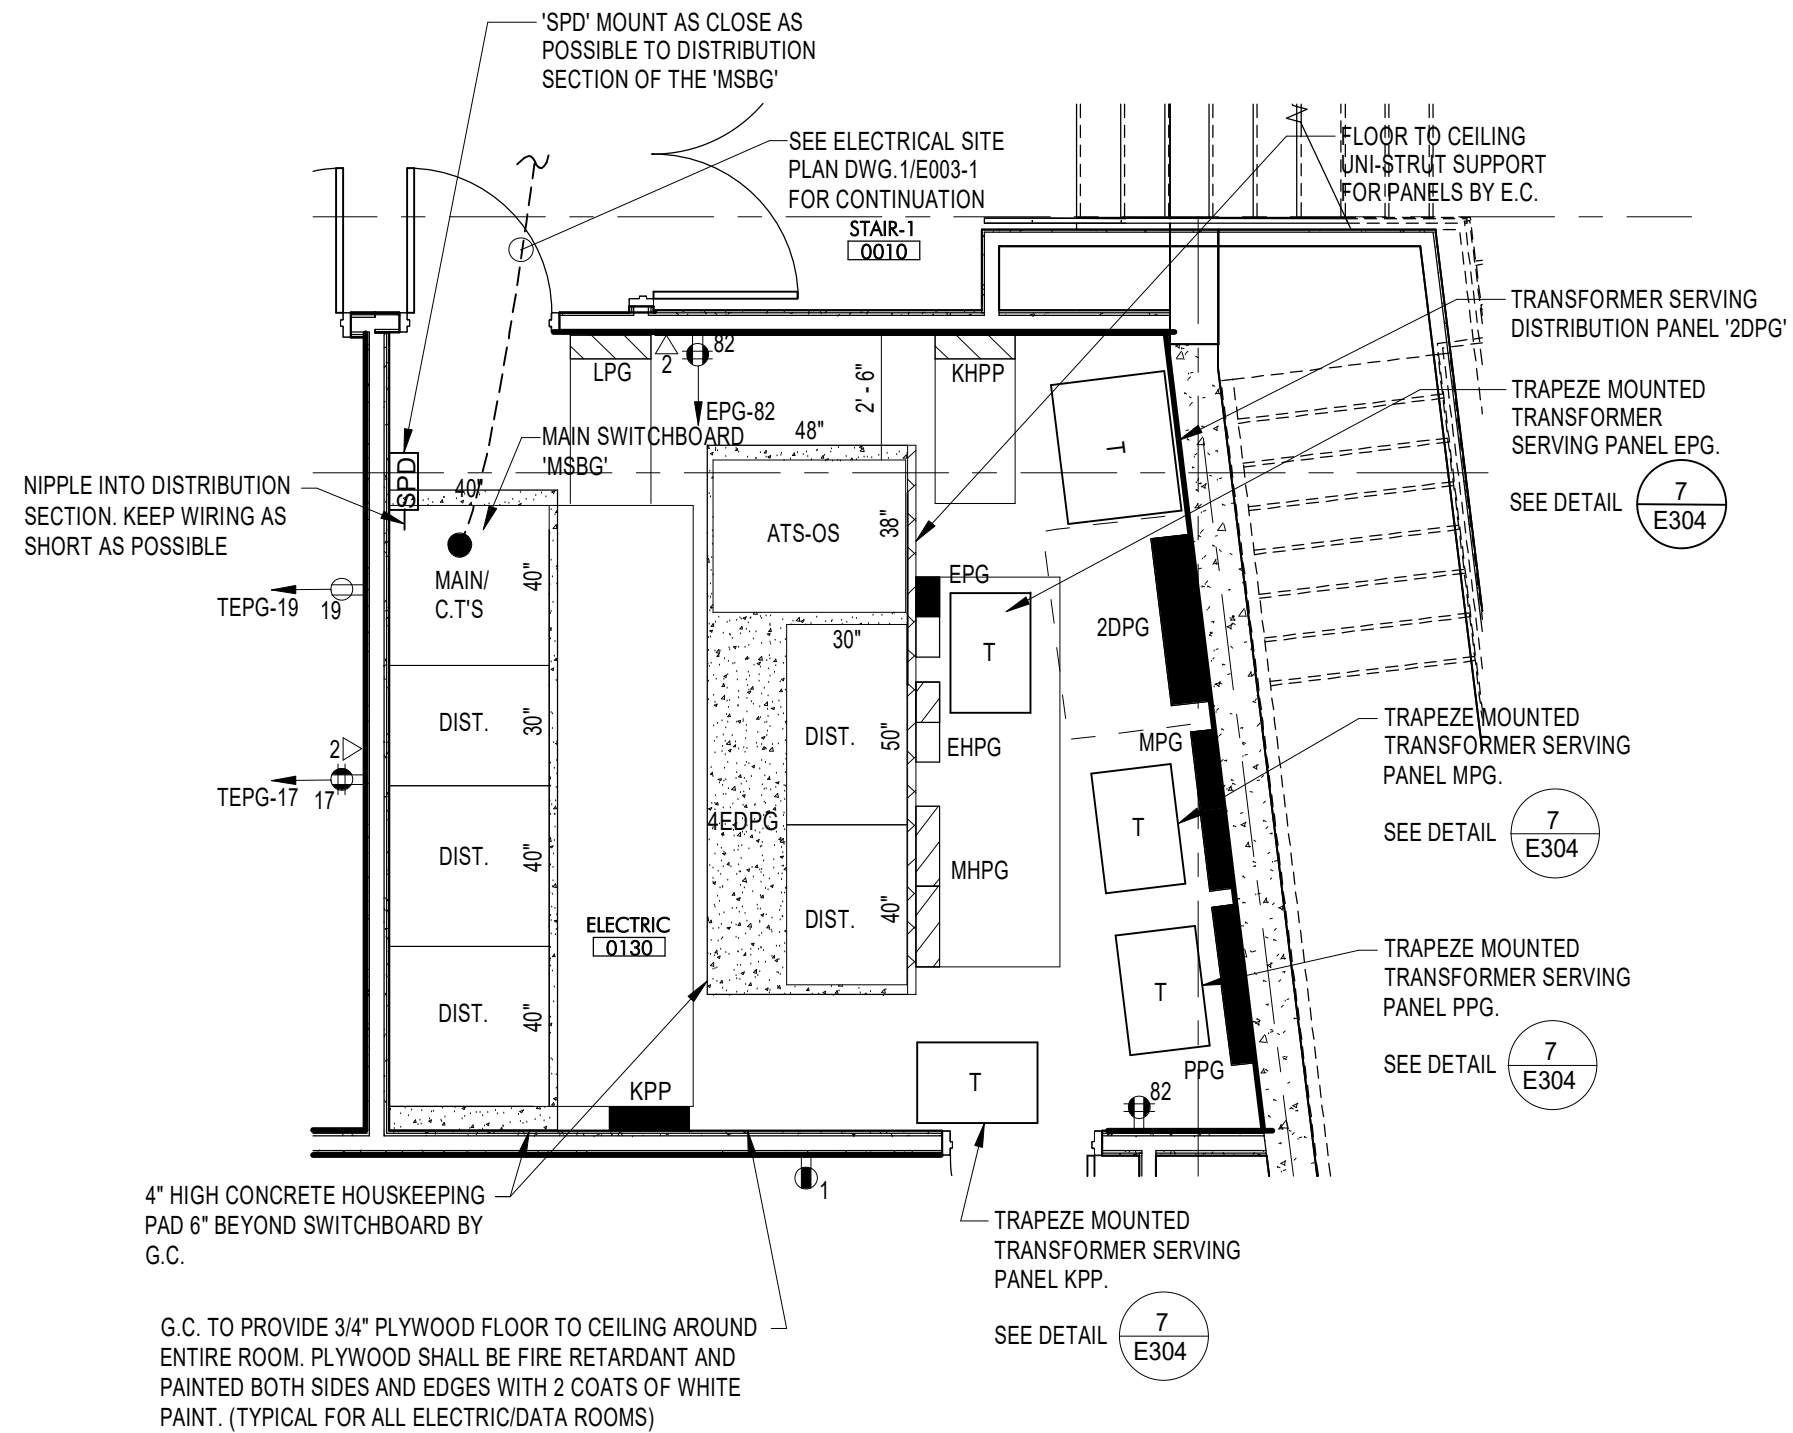 'SPD' MOUNT AS CLOSE AS
POSSIBLE TO DISTRIBUTION
SECTION OF THE 'MSBG'
SEE ELECTRICAL SITE
PLAN DWG.1/E003-1
FOR CONTINUATION
FLOOR TO CEILING
UNI-STRUT SUPPORT
FOR PANELS BY E.C.
STAIR-1
0010
TRANSFORMER SERVING
DISTRIBUTION PANEL '2DPG'
TRAPEZE MOUNTED
TRANSFORMER
SERVING PANEL EPG.
SEE DETAIL
7
E304
LPG
2
82
EPG-82
2' - 6"
KHPP
T
48"
MAIN SWITCHBOARD
'MSBG'
SPD
40"
NIPPLE INTO DISTRIBUTION
SECTION. KEEP WIRING AS
SHORT AS POSSIBLE
ATS-OS
38"
MAIN/
C.T'S
40"
TEPG-19
19
EPG
T
2DPG
30"
DIST.
30"
DIST.
50"
EHPG
MPG
2
TEPG-17
17
TRAPEZE MOUNTED
TRANSFORMER SERVING
PANEL MPG.
SEE DETAIL
7
E304
4EDPG
T
DIST.
40"
MHPG
DIST.
40"
ELECTRIC
0130
TRAPEZE MOUNTED
TRANSFORMER SERVING
PANEL PPG.
SEE DETAIL
7
E304
DIST.
40"
T
PPG
KPP
T
82
1
4" HIGH CONCRETE HOUSKEEPING
PAD 6" BEYOND SWITCHBOARD BY
G.C.
TRAPEZE MOUNTED
TRANSFORMER SERVING
PANEL KPP.
SEE DETAIL
7
E304
G.C. TO PROVIDE 3/4" PLYWOOD FLOOR TO CEILING AROUND
ENTIRE ROOM. PLYWOOD SHALL BE FIRE RETARDANT AND
PAINTED BOTH SIDES AND EDGES WITH 2 COATS OF WHITE
PAINT. (TYPICAL FOR ALL ELECTRIC/DATA ROOMS)